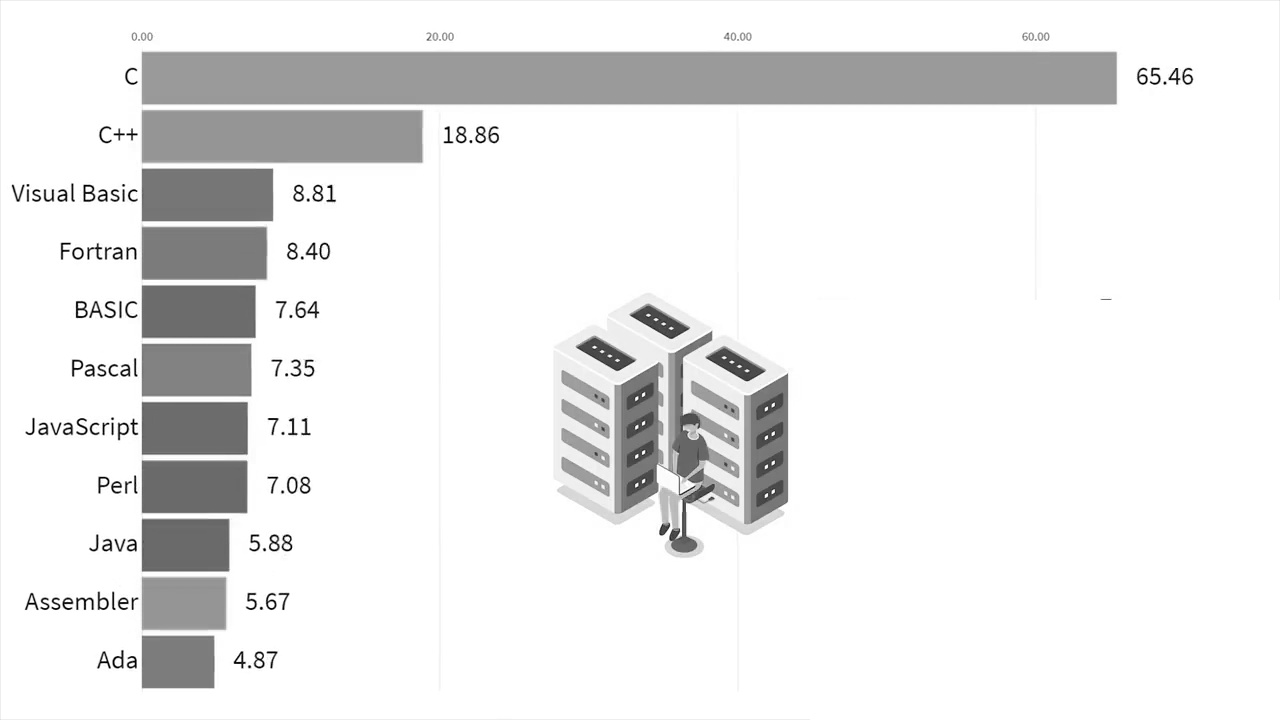 0.00 20.00 40.00 60.00
C 65.46
C++ 18.86
Visual Basic 8.81
Fortran 8.40
BASIC 7.64
Pascal 7.35
JavaScript 7.11
Perl 7.08
Java 5.88
Assembler 5.67
Ada 4.87